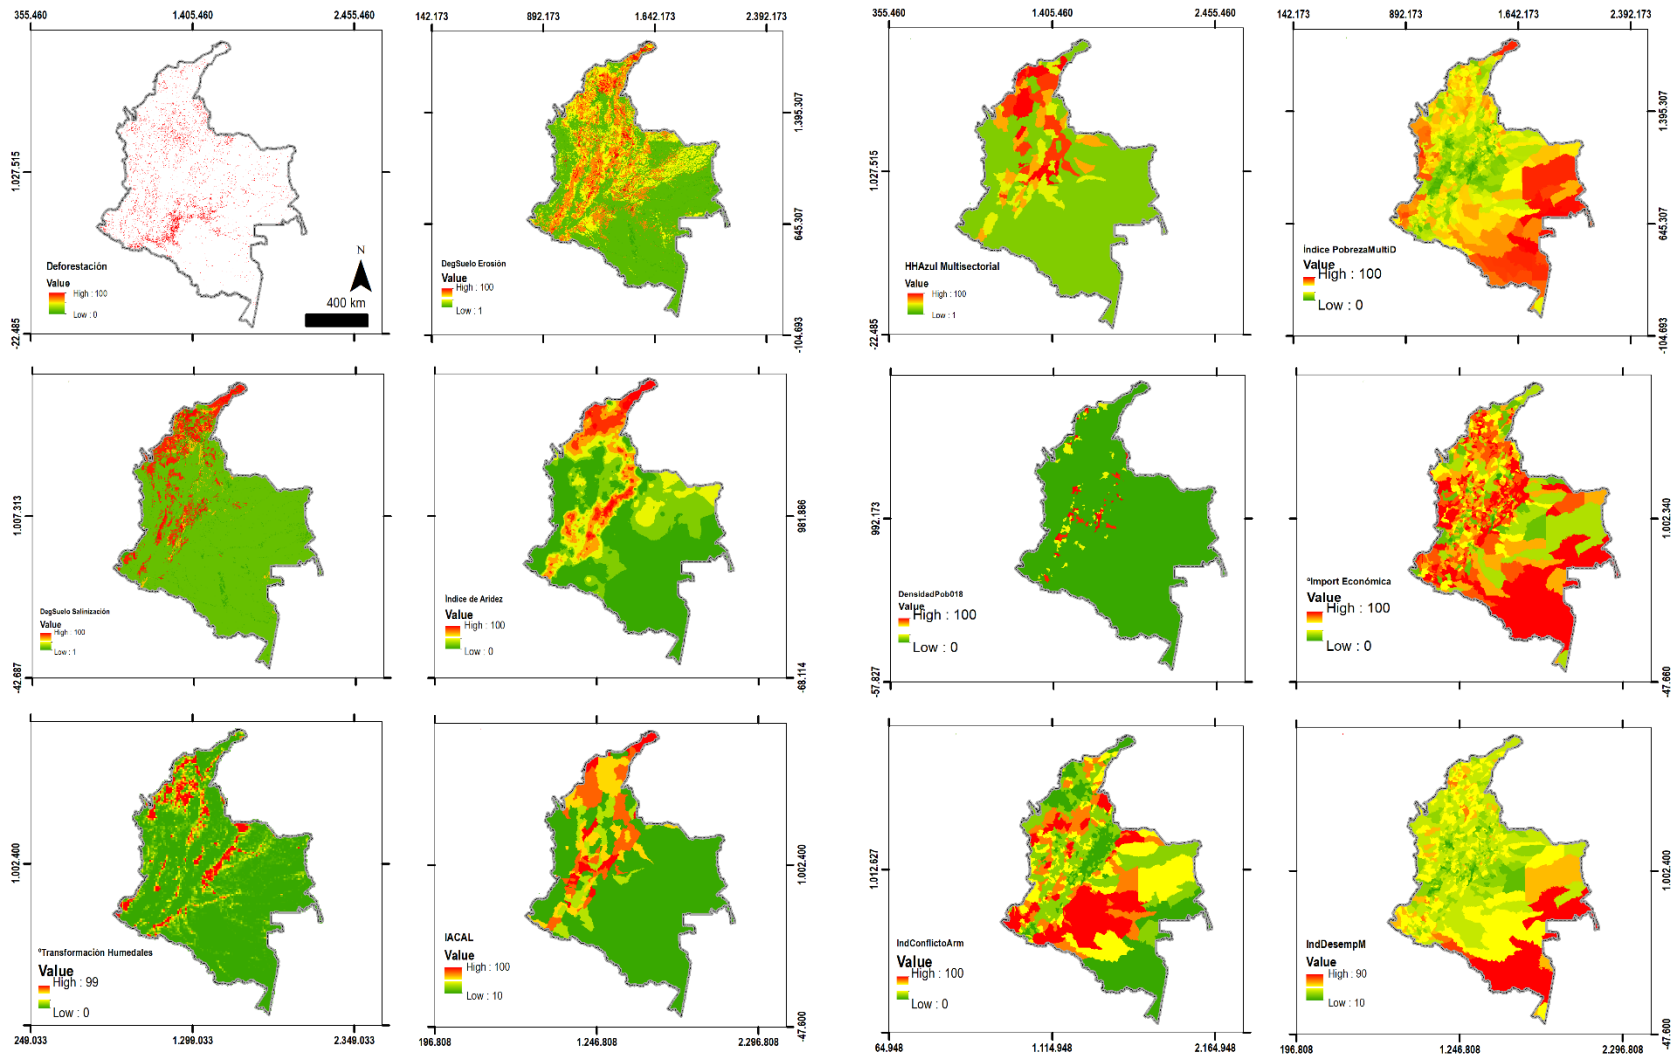 355.460 1.405.460 2.455.460
142.173 892.173 1.642.173 2.392.173
355.460 1.405.460 2.455.460
142.173 892.173 1.642.173 2.392.173
1.027.515
-22.485
Deforestación
Value
High : 100
Low : 0
N
400 km
DegSuelo Erosión
Value
High : 100
Low : 1
1.395.307
645.307
-104.693
1.027.515
-22.485
HHAzul Multisectorial
Value
High : 100
Low : 1
Índice PobrezaMultiD
Value
High : 100
Low : 0
1.395.307
645.307
-104.693
1.007.313
-42.687
DegSuelo Salinización
Value
High : 100
Low : 1
Índice de Aridez
Value
High : 100
Low : 0
981.886
-68.114
992.173
-57.827
DensidadPob018
Value
High : 100
Low : 0
°Import Económica
Value
High : 100
Low : 0
1.002.340
-47.660
1.002.400
°Transformación Humedales
Value
High : 99
Low : 0
IACAL
Value
High : 100
Low : 10
1.002.400
-47.600
1.012.627
IndConflictoArm
Value
High : 100
Low : 0
IndDesempM
Value
High : 90
Low : 10
1.002.400
-47.600
249.033 1.299.033 2.349.033
196.808 1.246.808 2.296.808
64.948 1.114.948 2.164.948
196.808 1.246.808 2.296.808